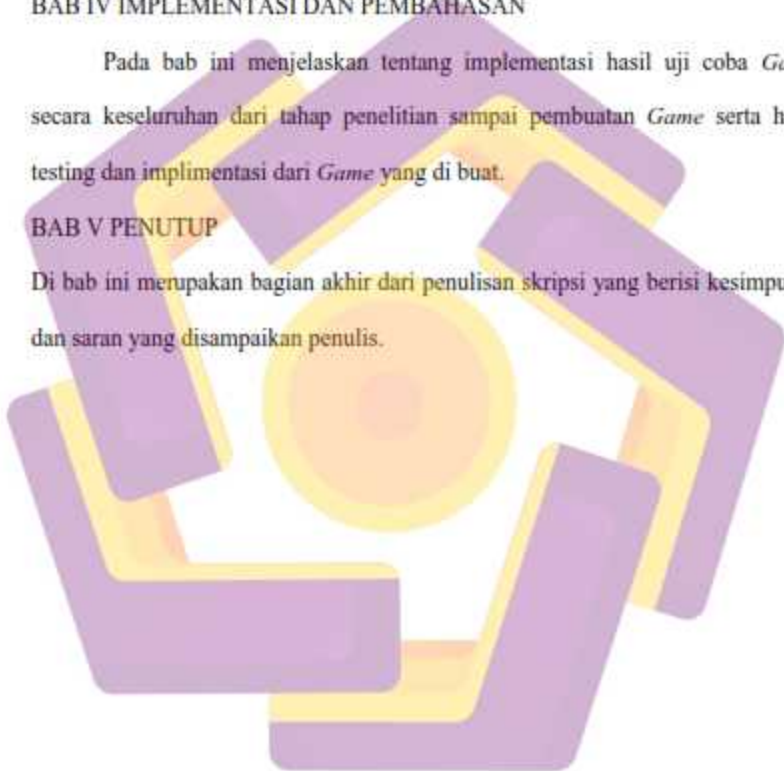 BAB IV IMPLEMENTASI DAN PEMBAHASAN
Pada bab ini menjelaskan tentang implementasi hasil uji coba
secara keseluruhan dari tahap penelitian sampai pembuatan Game serta
testing dan implimentasi dari Game yang di buat.
BAB V PENUTUP
Di bab ini merupakan bagian akhir dari penulisan skripsi yang berisi
dan saran yang disampaikan penulis.